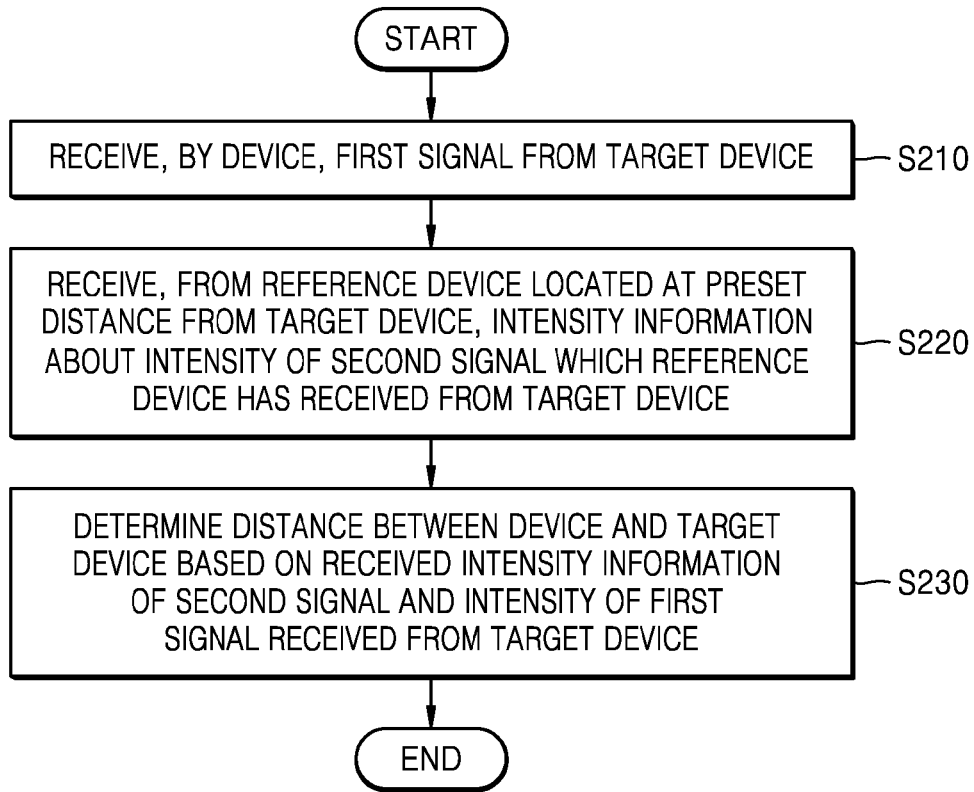 START
RECEIVE, BY DEVICE, FIRST SIGNAL FROM TARGET DEVICE
S210
RECEIVE, FROM REFERENCE DEVICE LOCATED AT PRESET
DISTANCE FROM TARGET DEVICE, INTENSITY INFORMATION
ABOUT INTENSITY OF SECOND SIGNAL WHICH REFERENCE
DEVICE HAS RECEIVED FROM TARGET DEVICE
S220
DETERMINE DISTANCE BETWEEN DEVICE AND TARGET
DEVICE BASED ON RECEIVED INTENSITY INFORMATION
OF SECOND SIGNAL AND INTENSITY OF FIRST
SIGNAL RECEIVED FROM TARGET DEVICE
S230
END